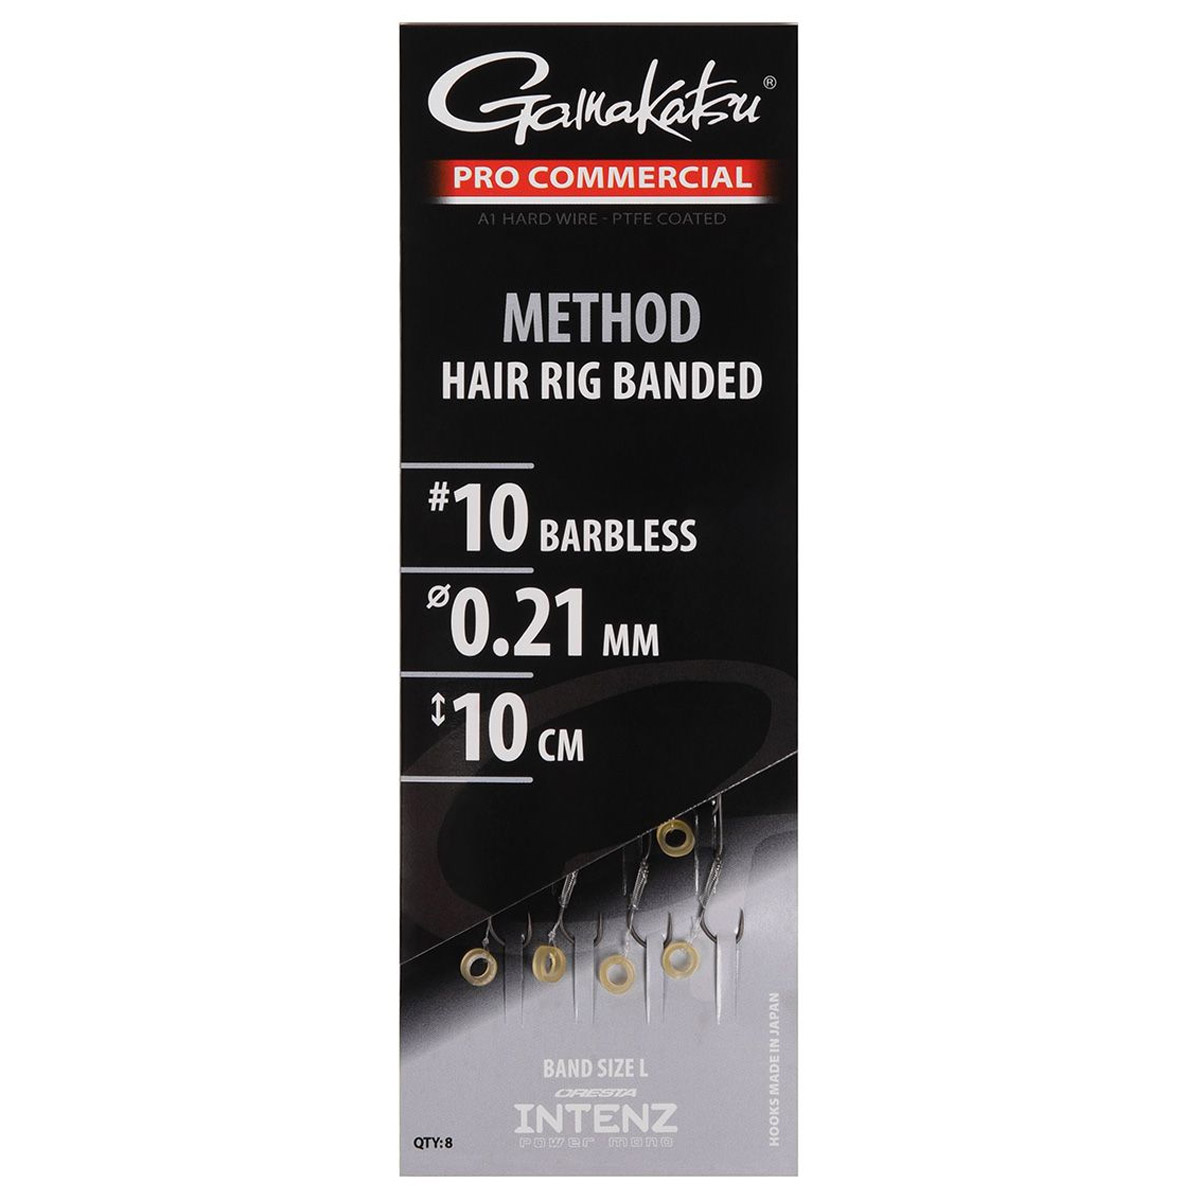 Gamakatsu®
PRO COMMERCIAL
A1 HARD WIRE - PTFE COATED
METHOD
HAIR RIG BANDED
#10 BARBLESS
Ø0.21 MM
↕10 CM
BAND SIZE L
CRESTA
INTENZ
POWER MONO
QTY: 8
HOOKS MADE IN JAPAN